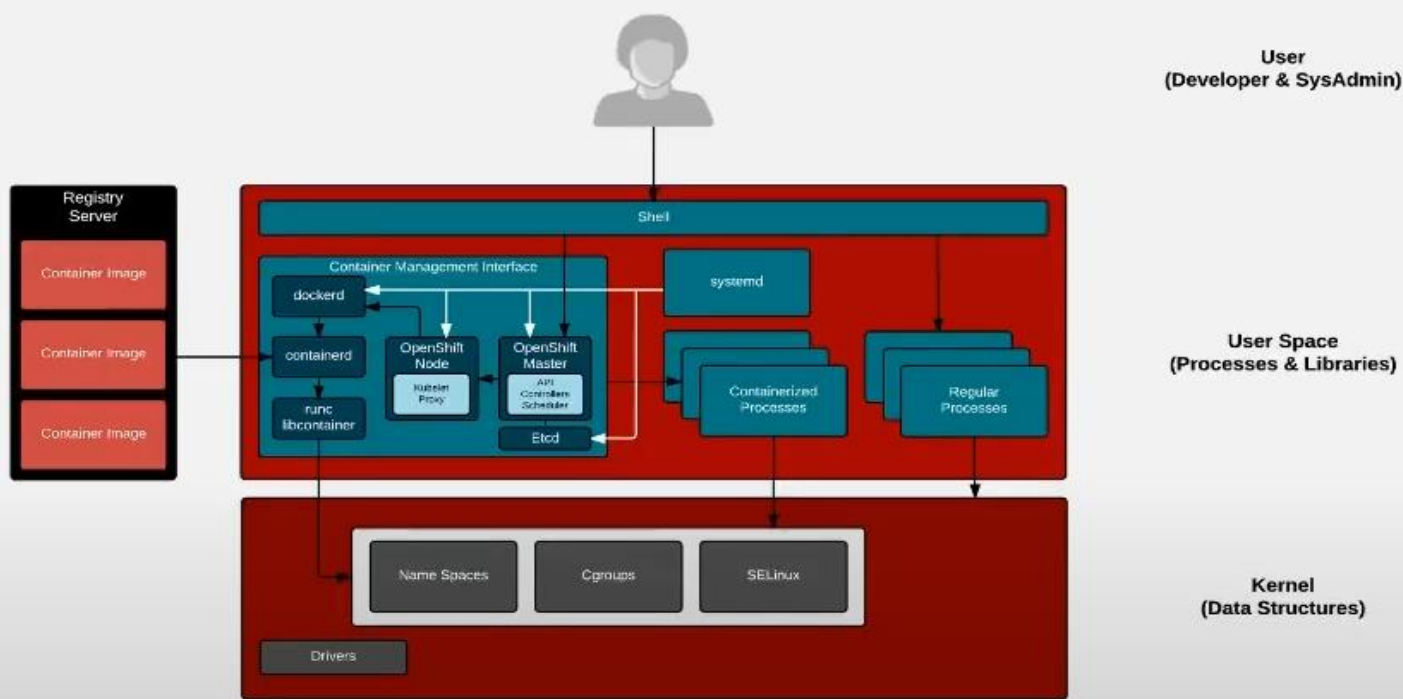 User
(Developer & SysAdmin)
Registry
Server
Container Image
Container Image
Container Image
Shell
Container Management Interface
dockerd
containerd
runc
libcontainer
OpenShift
Node
Kubelet
Proxy
OpenShift
Master
API
Controllers
Scheduler
Etcd
systemd
Containerized
Processes
Regular
Processes
User Space
(Processes & Libraries)
Name Spaces
Cgroups
SELinux
Drivers
Kernel
(Data Structures)